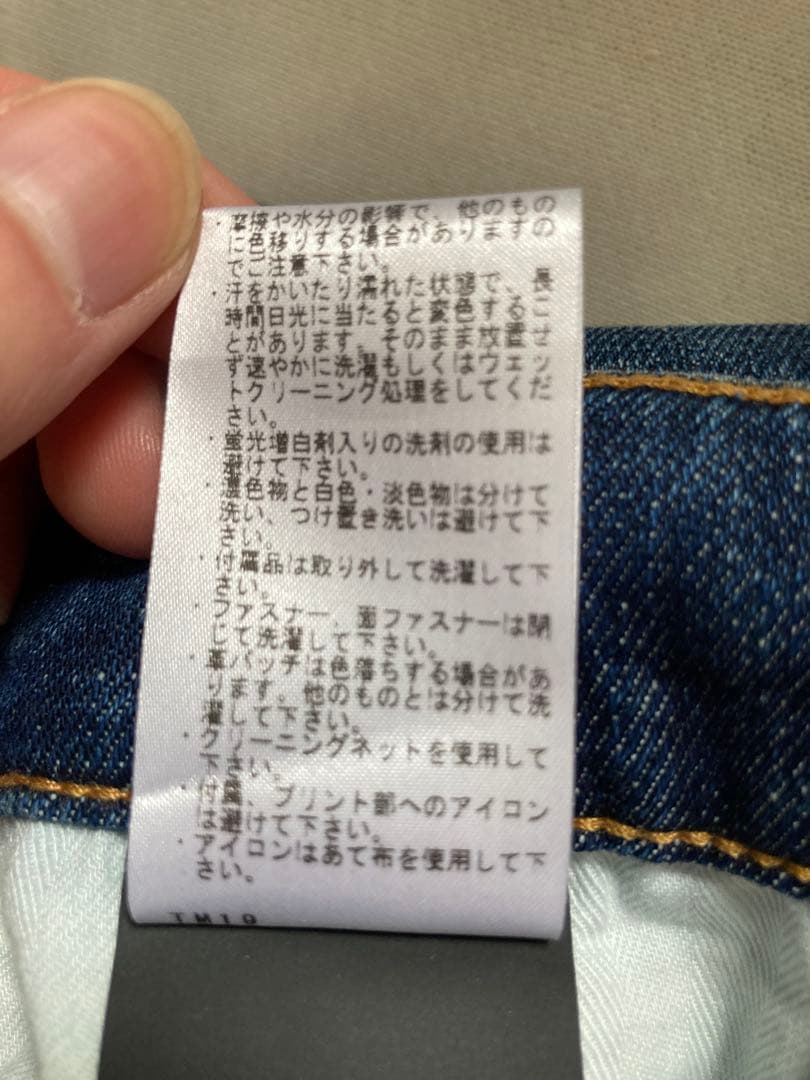 ・摩擦や水分の影響で、他のもの
に色移りする場合がありますの
でご注意下さい。
・汗をかいたり濡れた状態で、長
時間日光に当たると変色するこ
とがあります。そのまま放置せ
ず速やかに洗濯もしくはウェッ
トクリーニング処理をしてくだ
さい。
・蛍光増白剤入りの洗剤の使用は
避けて下さい。
・濃色物と白色・淡色物は分けて
洗い、つけ置き洗いは避けて下
さい。
・付属品は取り外して洗濯して下
さい。
・ファスナー、面ファスナーは閉
じて洗濯して下さい。
・革パッチは色落ちする場合があ
ります。他のものとは分けて洗
濯して下さい。
・クリーニングネットを使用して
下さい。
・付属、プリント部へのアイロン
は避けて下さい。
・アイロンはあて布を使用して下
さい。
TM19